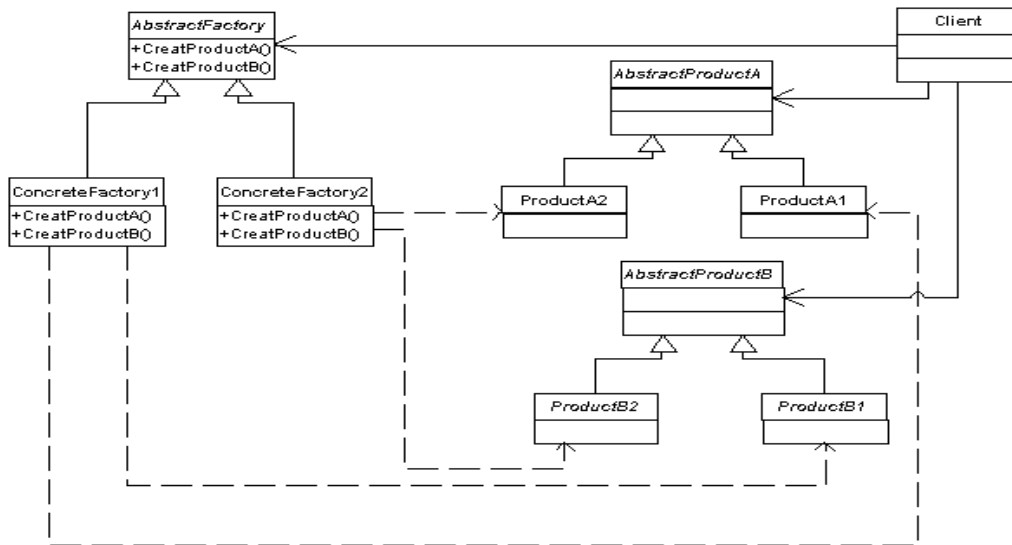 AbstractFactory
+CreatProductA()
+CreatProductB()
Client
AbstractProductA
ConcreteFactory1
+CreatProductA()
+CreatProductB()
ConcreteFactory2
+CreatProductA()
+CreatProductB()
ProductA2
ProductA1
AbstractProductB
ProductB2
ProductB1